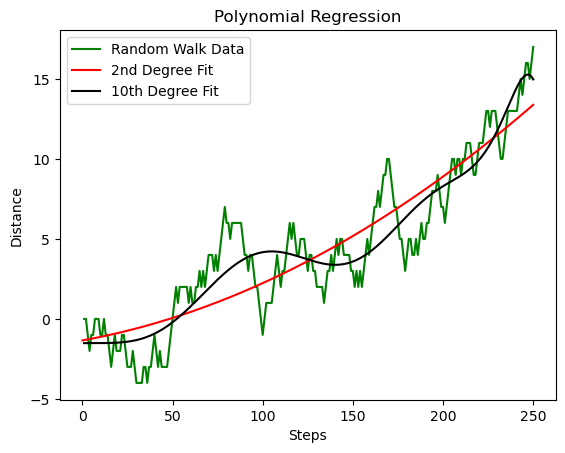 Polynomial Regression
Random Walk Data
2nd Degree Fit
10th Degree Fit
15
10
5
0
−5
Distance
0 50 100 150 200 250
Steps